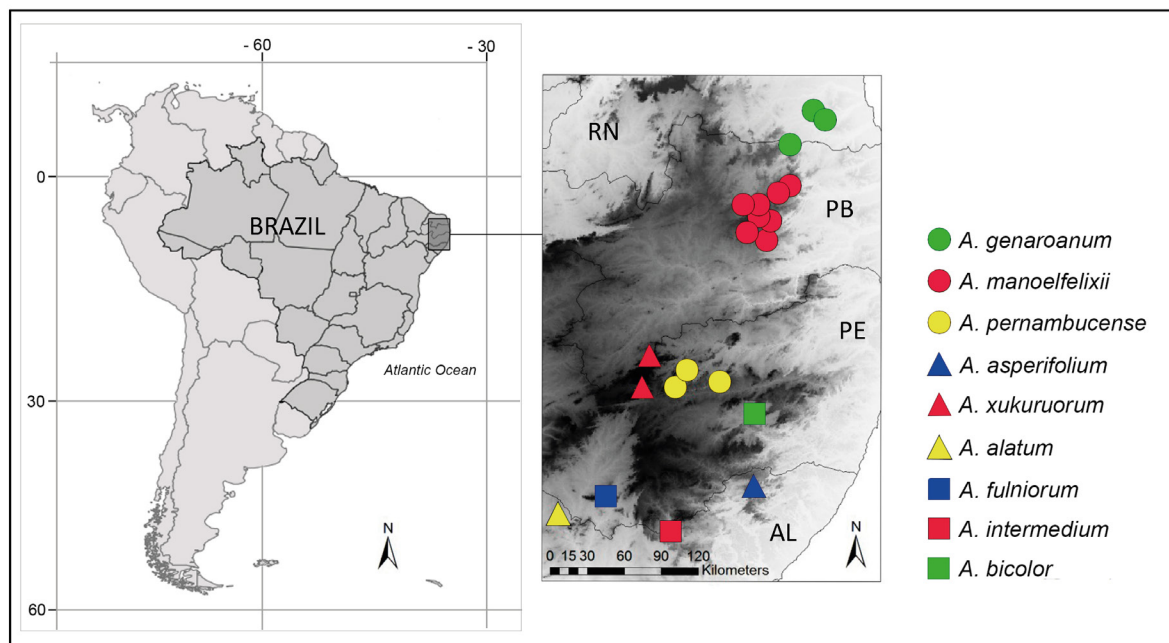 - 60
- 30
0
BRAZIL
Atlantic Ocean
30
N
60
RN
PB
PE
AL
N
0 15 30 60 90 120
Kilometers
A. genaroanum
A. manoelfelixii
A. pernambucense
A. asperifolium
A. xukuruorum
A. alatum
A. fulniorum
A. intermedium
A. bicolor